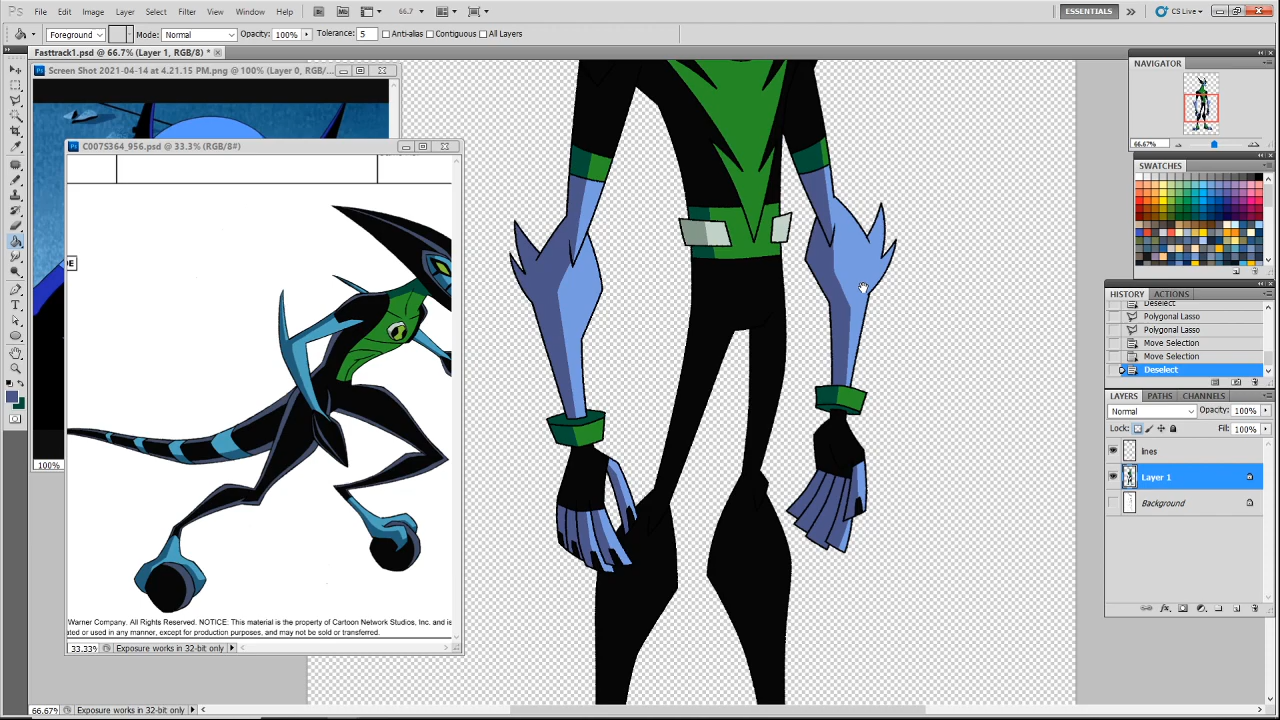 Ps File Edit Image Layer Select Filter Analysis 3D View Window Help Br Mb 66.7 ESSENTIALS CS Live
Foreground Mode: Normal Opacity: 100% Tolerance: 5 Anti-alias Contiguous All Layers
Fasttrack1.psd @ 66.7% (Layer 1, RGB/8) *
Screen Shot 2021-04-14 at 4.21.15 PM.png @ 100% (Layer 0, RGB/...
C007S364_956.psd @ 33.3% (RGB/8#)
DE
Warner Company. All Rights Reserved. NOTICE: This material is the property of Cartoon Network Studios, Inc. and is
ated or used in any manner, except for production purposes, and may not be sold or transferred.
33.33% Exposure works in 32-bit only
100%
66.67% Exposure works in 32-bit only
NAVIGATOR
66.67%
SWATCHES
HISTORY ACTIONS
Deselect
Polygonal Lasso
Polygonal Lasso
Move Selection
Move Selection
Deselect
LAYERS PATHS CHANNELS
Normal Opacity: 100%
Lock: Fill: 100%
lines
Layer 1
Background